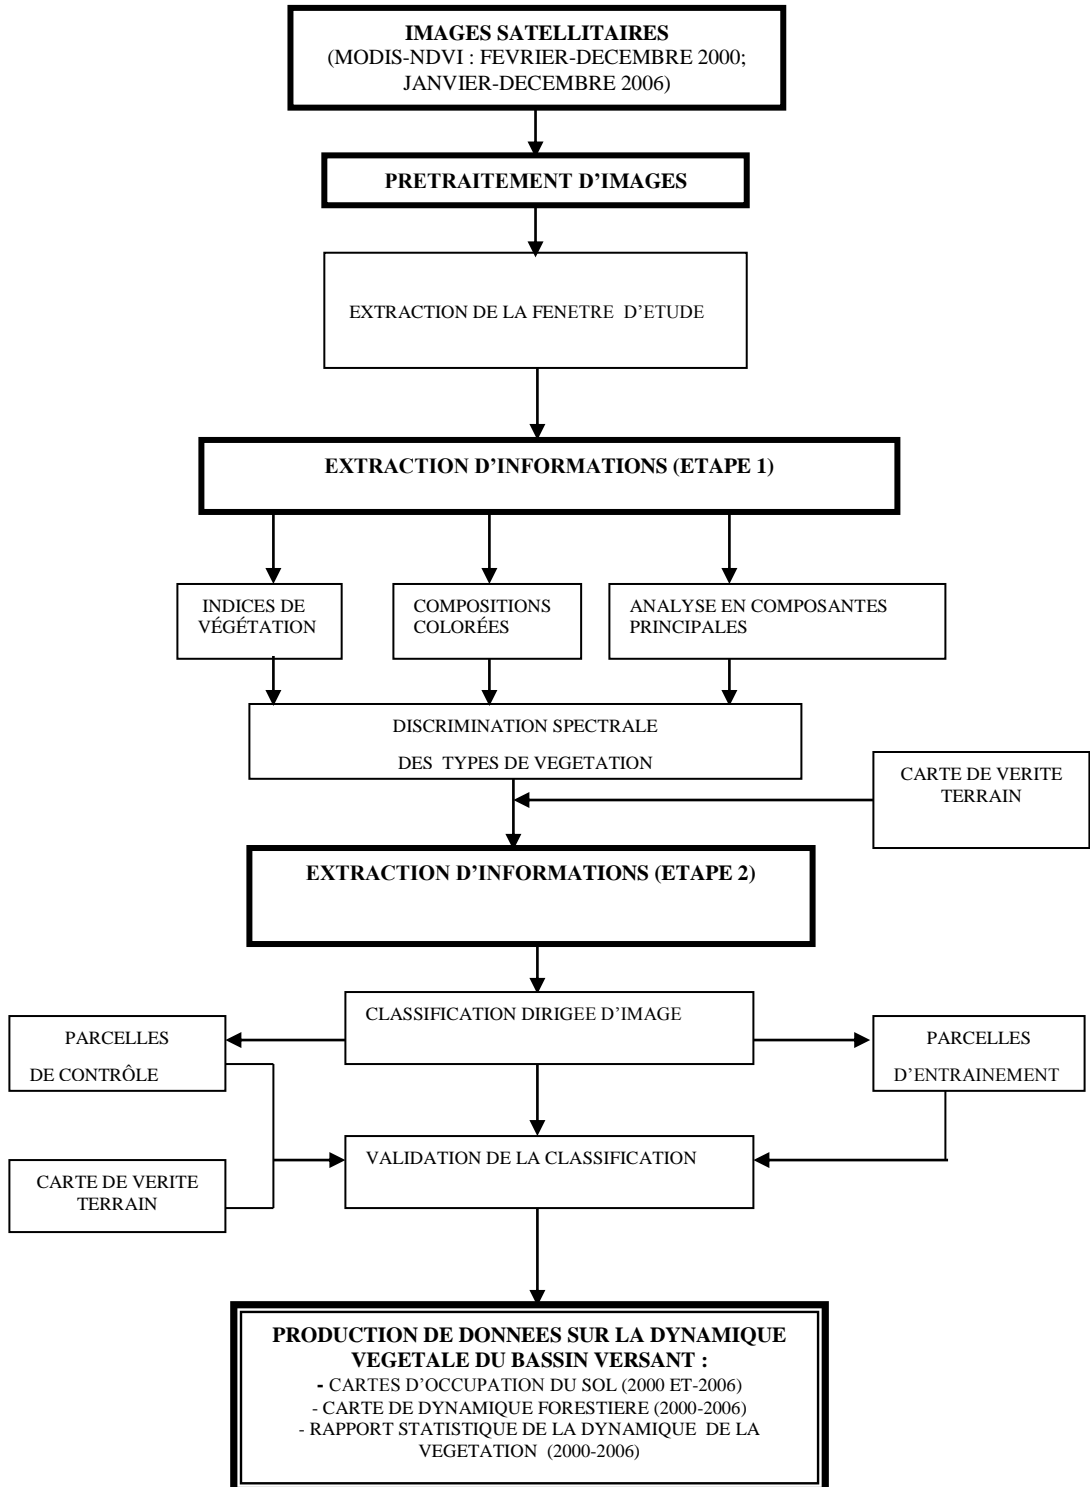 IMAGES SATELLITAIRES
(MODIS-NDVI : FEVRIER-DECEMBRE 2000;
JANVIER-DECEMBRE 2006)
PRETRAITEMENT D’IMAGES
EXTRACTION DE LA FENETRE D’ETUDE
EXTRACTION D’INFORMATIONS (ETAPE 1)
INDICES DE
VÉGÉTATION
COMPOSITIONS
COLORÉES
ANALYSE EN COMPOSANTES
PRINCIPALES
DISCRIMINATION SPECTRALE
DES TYPES DE VEGETATION
CARTE DE VERITE
TERRAIN
EXTRACTION D’INFORMATIONS (ETAPE 2)
CLASSIFICATION DIRIGEE D’IMAGE
PARCELLES
DE CONTRÔLE
PARCELLES
D’ENTRAINEMENT
VALIDATION DE LA CLASSIFICATION
CARTE DE VERITE
TERRAIN
PRODUCTION DE DONNEES SUR LA DYNAMIQUE
VEGETALE DU BASSIN VERSANT :
- CARTES D’OCCUPATION DU SOL (2000 ET-2006)
- CARTE DE DYNAMIQUE FORESTIERE (2000-2006)
- RAPPORT STATISTIQUE DE LA DYNAMIQUE DE LA
VEGETATION (2000-2006)